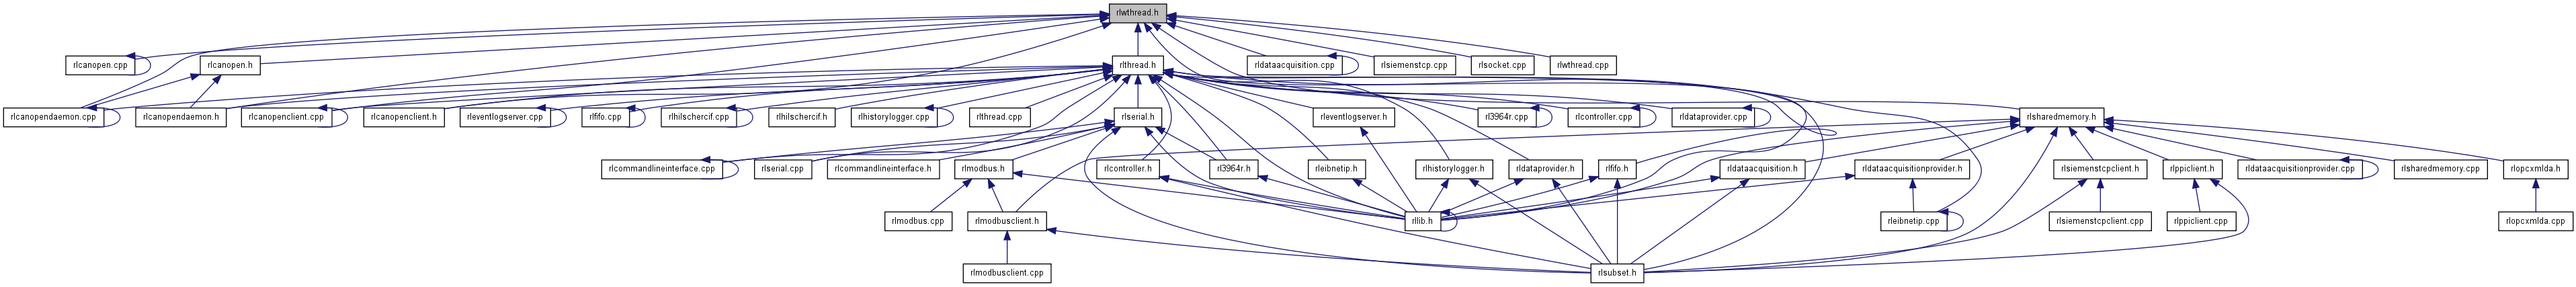 rlwthread.h
rlcanopen.cpp
rlcanopen.h
rlthread.h
rldataacquisition.cpp
rlsiemenstcp.cpp
rlsocket.cpp
rlwthread.cpp
rlcanopendaemon.cpp
rlcanopendaemon.h
rlcanopenclient.cpp
rlcanopenclient.h
rleventlogserver.cpp
rlfifo.cpp
rlhilschercif.cpp
rlhilschercif.h
rlhistorylogger.cpp
rlthread.cpp
rlserial.h
rleventlogserver.h
rl3964r.cpp
rlcontroller.cpp
rldataprovider.cpp
rlsharedmemory.h
rlcommandlineinterface.cpp
rlserial.cpp
rlcommandlineinterface.h
rlmodbus.h
rlcontroller.h
rl3964r.h
rleibnetip.h
rlhistorylogger.h
rldataprovider.h
rlfifo.h
rldataacquisition.h
rldataacquisitionprovider.h
rlsiemenstcpclient.h
rlppiclient.h
rldataacquisitionprovider.cpp
rlsharedmemory.cpp
rlopcxmlda.h
rlmodbus.cpp
rlmodbusclient.h
rllib.h
rleibnetip.cpp
rlsiemenstcpclient.cpp
rlppiclient.cpp
rlopcxmlda.cpp
rlmodbusclient.cpp
rlsubset.h